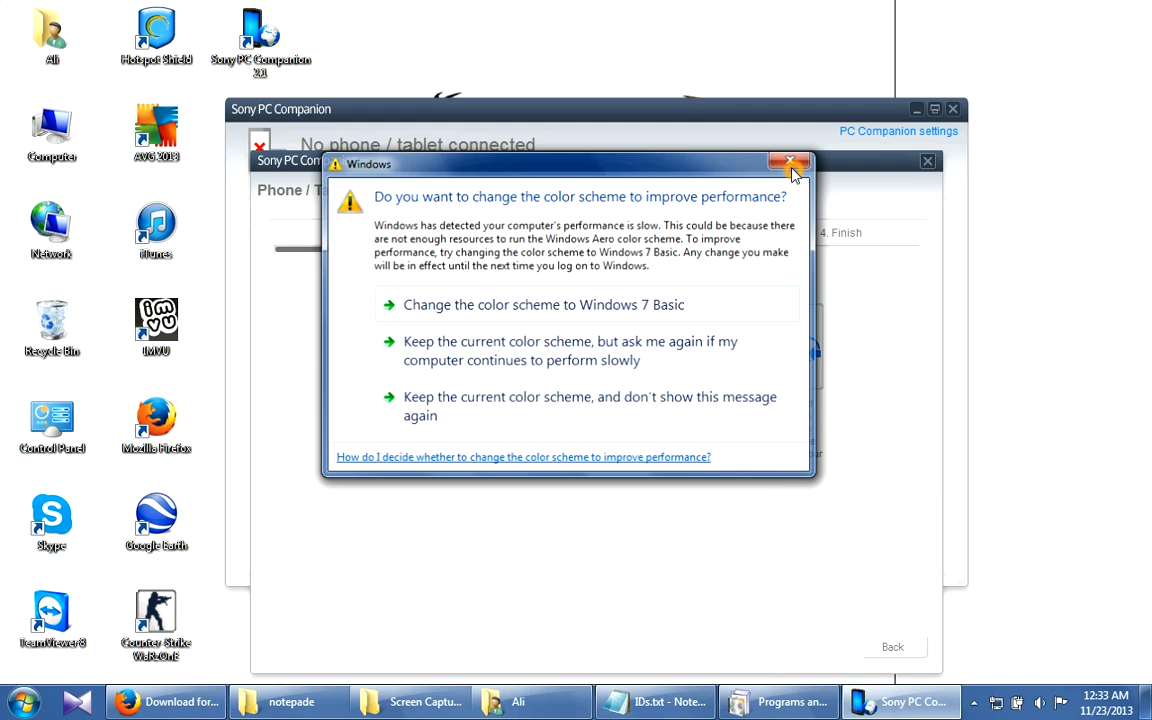 Ali
Hotspot Shield
Sony PC Companion
2.1
Computer
AVG 2013
Network
iTunes
Recycle Bin
IMVU
Control Panel
Mozilla Firefox
Skype
Google Earth
TeamViewer 8
Counter-Strike
WaRzOnE
Sony PC Companion
No phone / tablet connected
PC Companion settings
Sony PC Com
Phone / T
4. Finish
Windows
Do you want to change the color scheme to improve performance?
Windows has detected your computer's performance is slow. This could be because there
are not enough resources to run the Windows Aero color scheme. To improve
performance, try changing the color scheme to Windows 7 Basic. Any change you make
will be in effect until the next time you log on to Windows.
Change the color scheme to Windows 7 Basic
Keep the current color scheme, but ask me again if my
computer continues to perform slowly
Keep the current color scheme, and don't show this message
again
How do I decide whether to change the color scheme to improve performance?
Back
Download for...
notepade
Screen Captu...
Ali
IDs.txt - Note...
Programs an...
Sony PC Co...
12:33 AM
11/23/2013